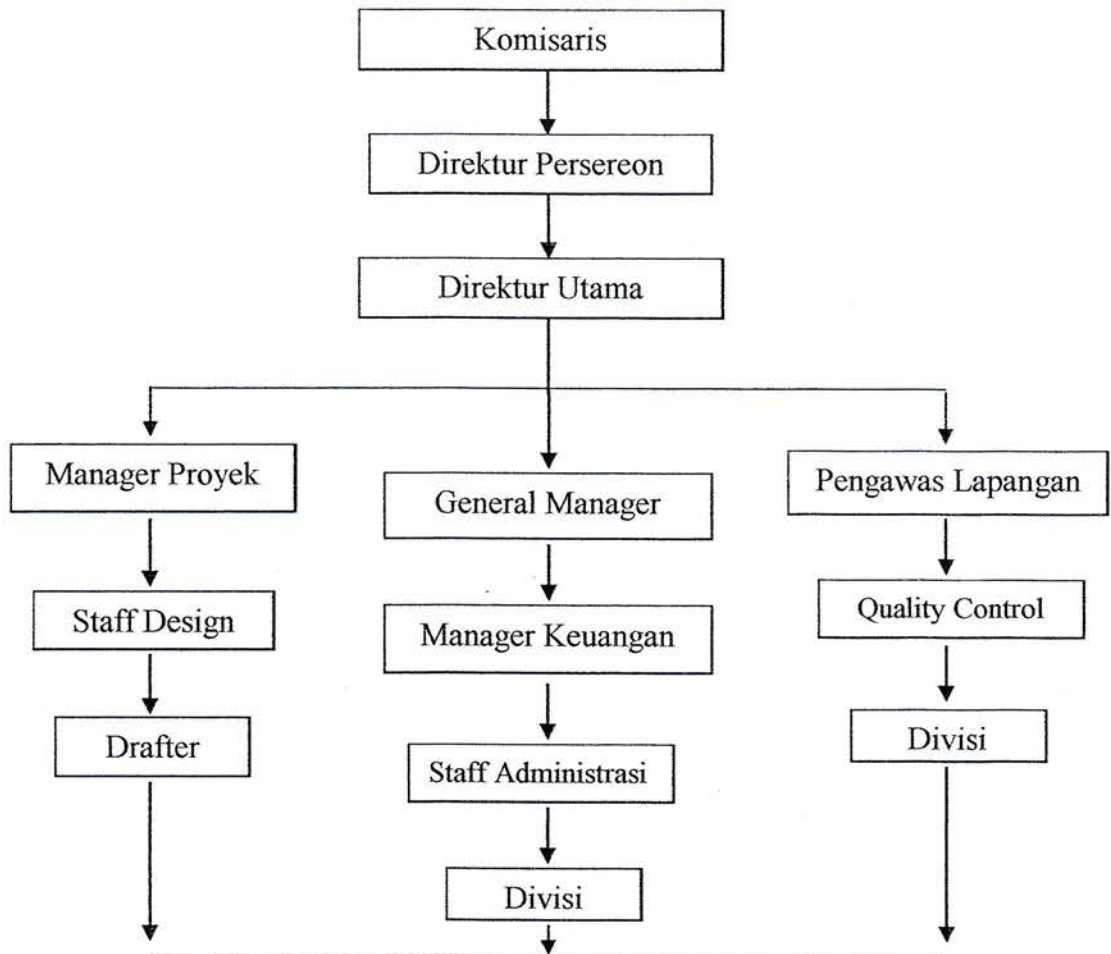 Komisaris
Direktur Persereon
Direktur Utama
Manager Proyek
General Manager
Pengawas Lapangan
Staff Design
Manager Keuangan
Quality Control
Drafter
Staff Administrasi
Divisi
Divisi